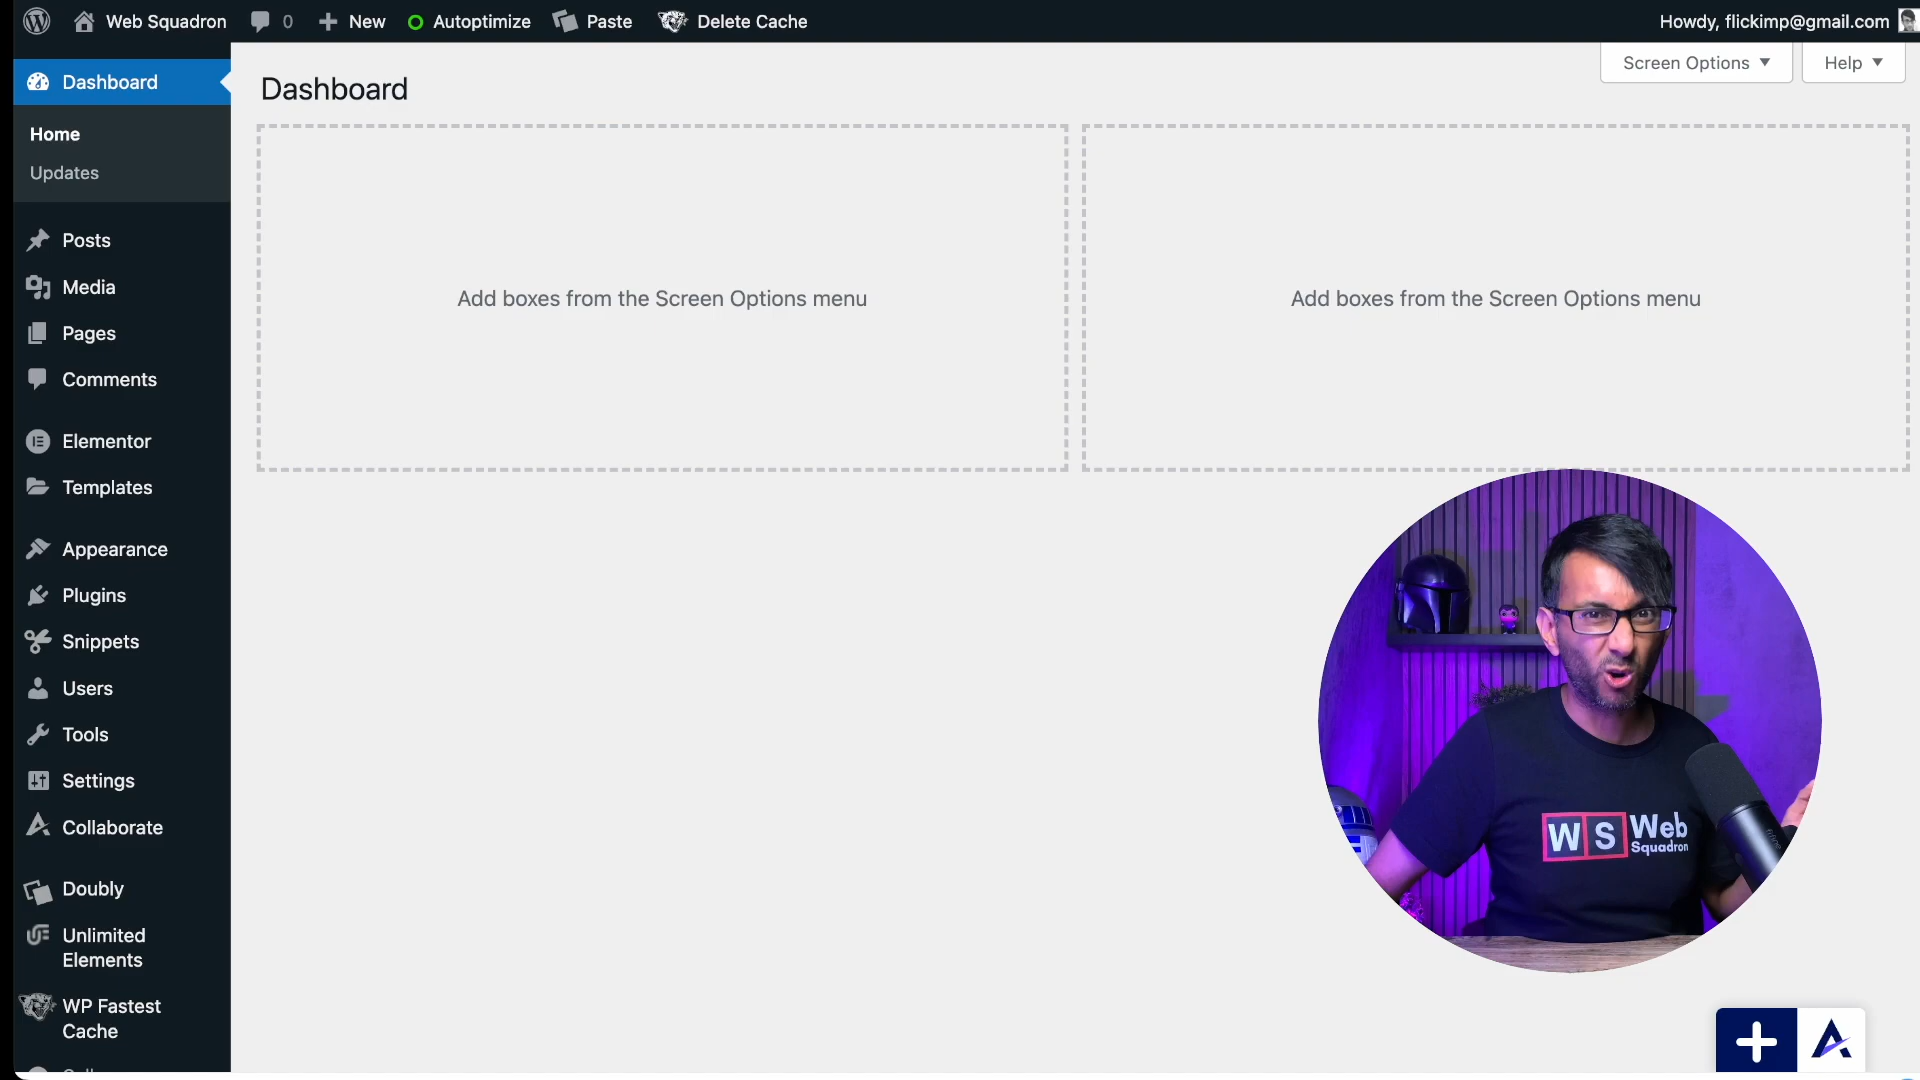 Web Squadron
0
New
Autoptimize
Paste
Delete Cache
Howdy, flickimp@gmail.com
Screen Options
Help
Dashboard
Home
Updates
Posts
Media
Pages
Comments
Elementor
Templates
Appearance
Plugins
Snippets
Users
Tools
Settings
Collaborate
Doubly
Unlimited
Elements
WP Fastest
Cache
Dashboard
Add boxes from the Screen Options menu
Add boxes from the Screen Options menu
WS Web
Squadron